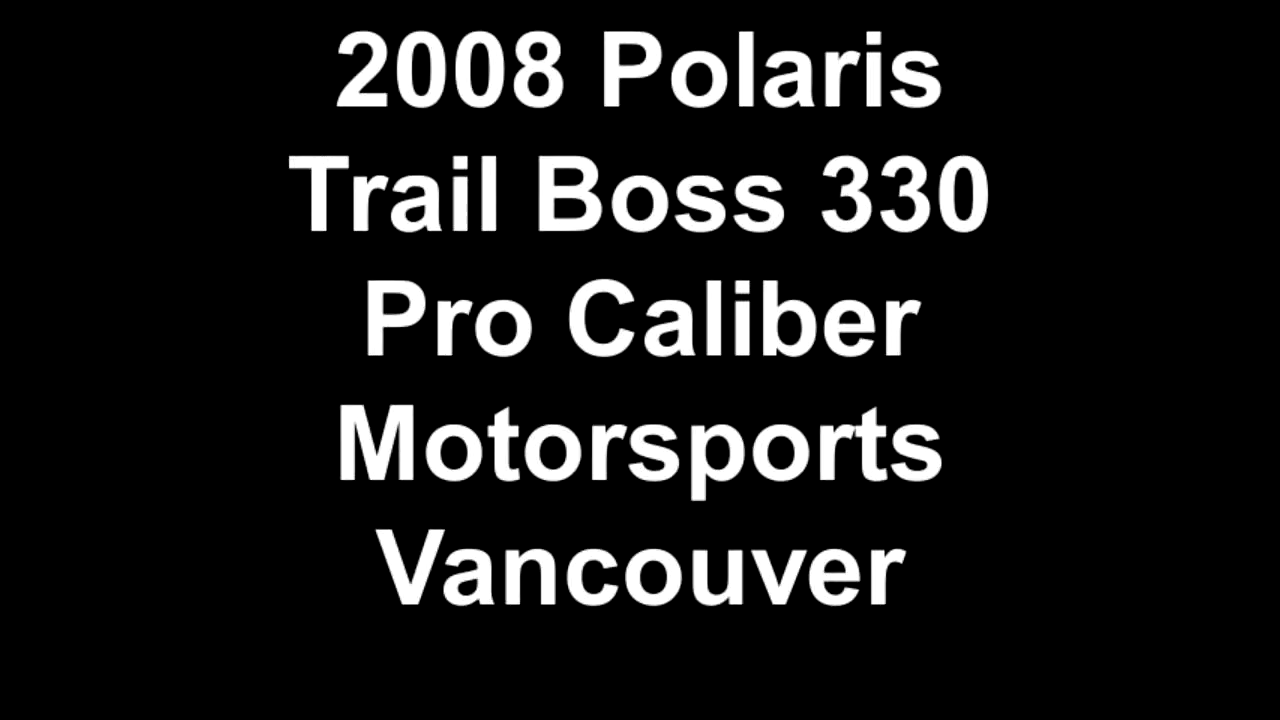 2008 Polaris
Trail Boss 330
Pro Caliber
Motorsports
Vancouver